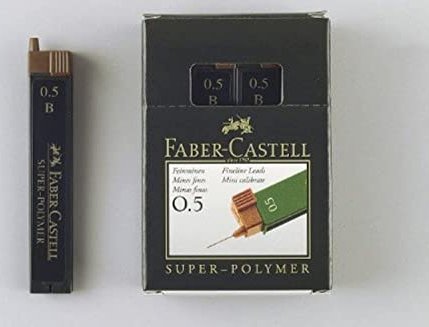 0.5
B
FABER-CASTELL
SUPER-POLYMER
0.5
B
0.5
B
FABER-CASTELL
Feinminen
Fineline Leads
Mines fines
Mini calibrate
Minas finas
0.5
0.5
SUPER-POLYMER